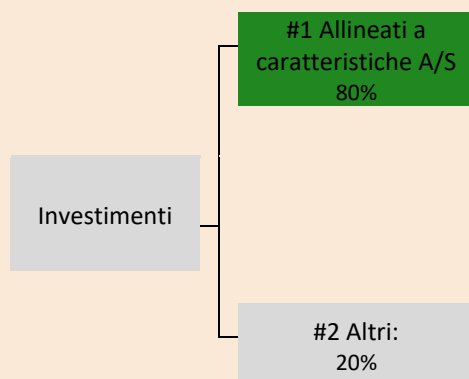 #1 Allineati a
caratteristiche A/S
80%
Investimenti
#2 Altri:
20%